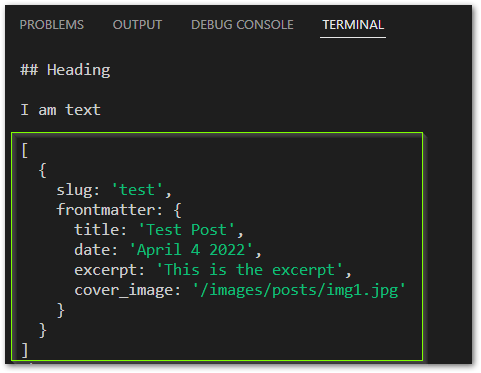 PROBLEMS OUTPUT DEBUG CONSOLE TERMINAL
## Heading
I am text
[
  {
    slug: 'test',
    frontmatter: {
      title: 'Test Post',
      date: 'April 4 2022',
      excerpt: 'This is the excerpt',
      cover_image: '/images/posts/img1.jpg'
    }
  }
]